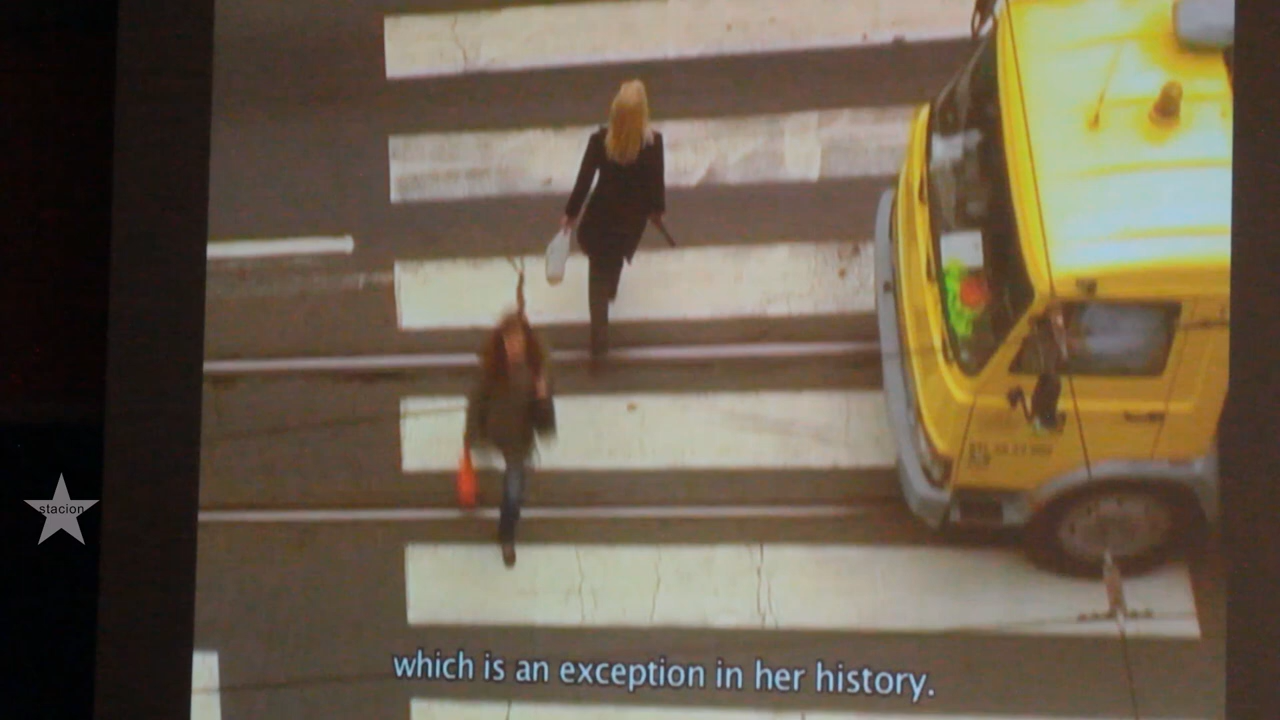 stacion
which is an exception in her history.